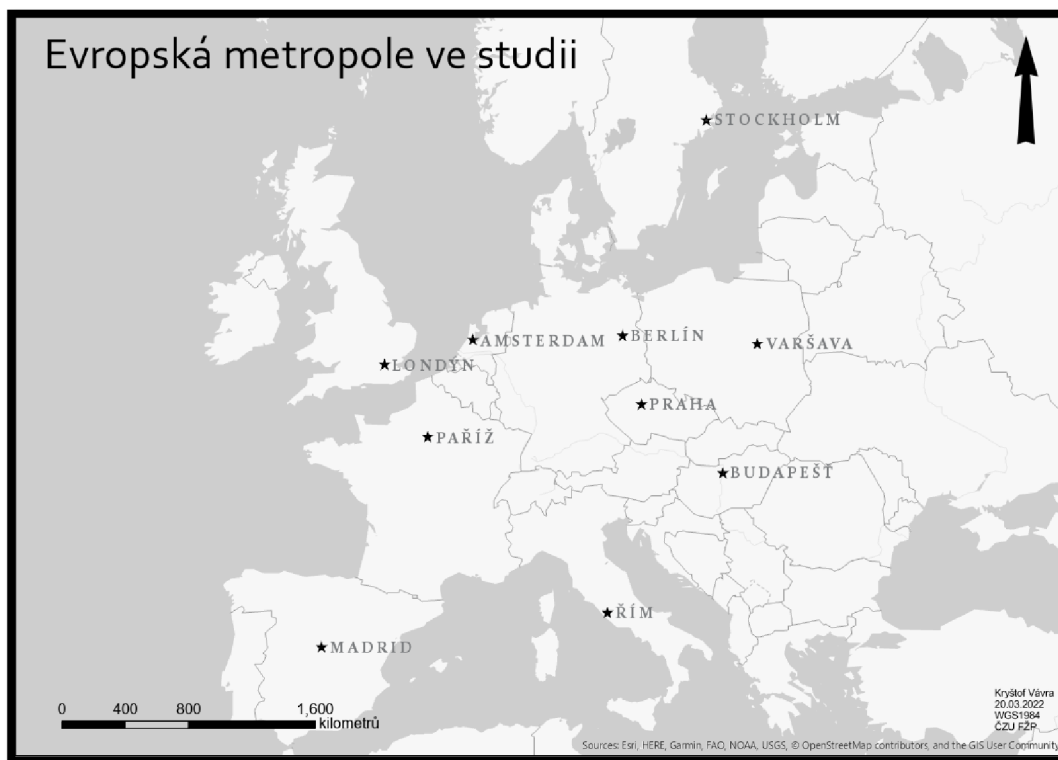 Evropská metropole ve studii
STOCKHOLM
AMSTERDAM
BERLÍN
VARŠAVA
LONDÝN
PRAHA
PAŘÍŽ
BUDAPEŠŤ
ŘÍM
MADRID
0 400 800 1,600
kilometrů
Kryštof Vávra
20.03.2022
WGS1984
ČZU FŽP
Sources: Esri, HERE, Garmin, FAO, NOAA, USGS, © OpenStreetMap contributors, and the GIS User Community